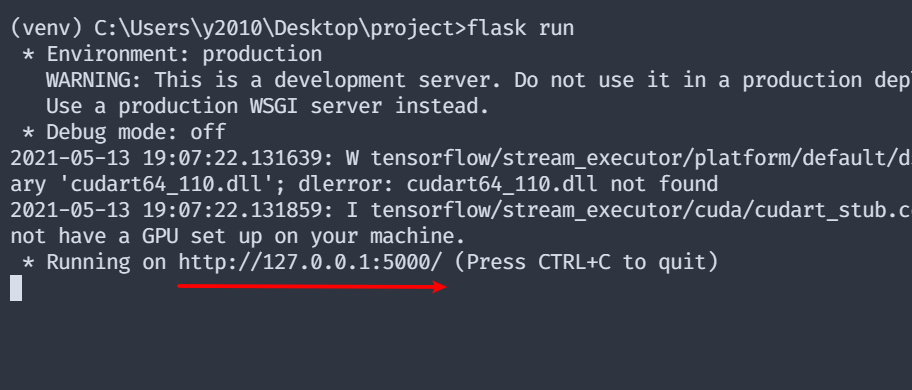 (venv) C:\Users\y2010\Desktop\project>flask run
* Environment: production
WARNING: This is a development server. Do not use it in a production
Use a production WSGI server instead.
* Debug mode: off
2021-05-13 19:07:22.131639: W tensorflow/stream_executor/platform/default/d
ary 'cudart64_110.dll'; dlerror: cudart64_110.dll not found
2021-05-13 19:07:22.131859: I tensorflow/stream_executor/cuda/cudart_stub.c
not have a GPU set up on your machine.
* Running on http://127.0.0.1:5000/ (Press CTRL+C to quit)